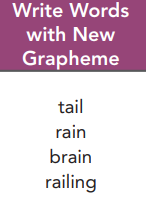 Write Words
with New
Grapheme
tail
rain
brain
railing